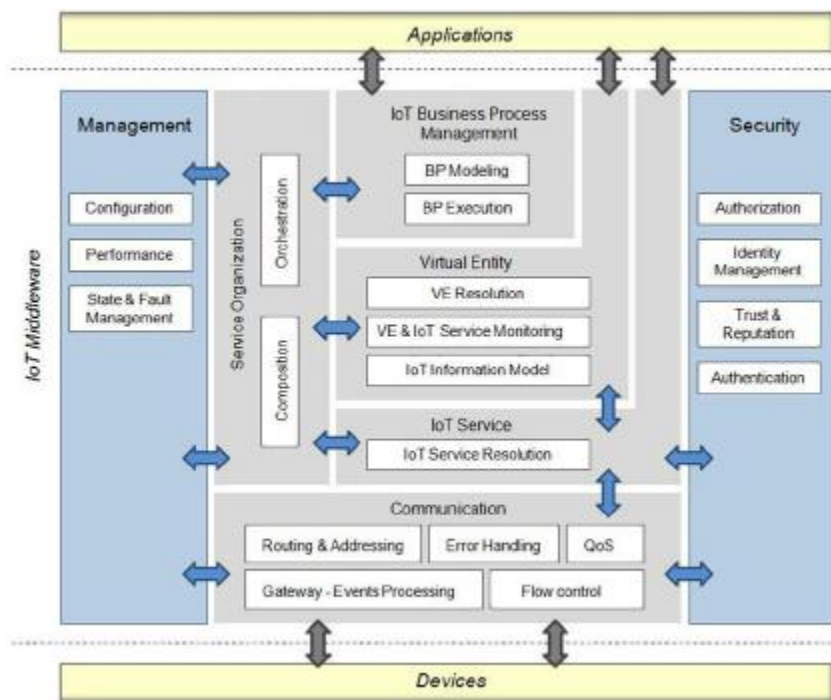 Applications
IoT Middleware
Management
Configuration
Performance
State & Fault
Management
Service Organization
Orchestration
Composition
IoT Business Process
Management
BP Modeling
BP Execution
Virtual Entity
VE Resolution
VE & IoT Service Monitoring
IoT Information Model
IoT Service
IoT Service Resolution
Communication
Routing & Addressing
Error Handling
QoS
Gateway - Events Processing
Flow control
Security
Authorization
Identity
Management
Trust &
Reputation
Authentication
Devices